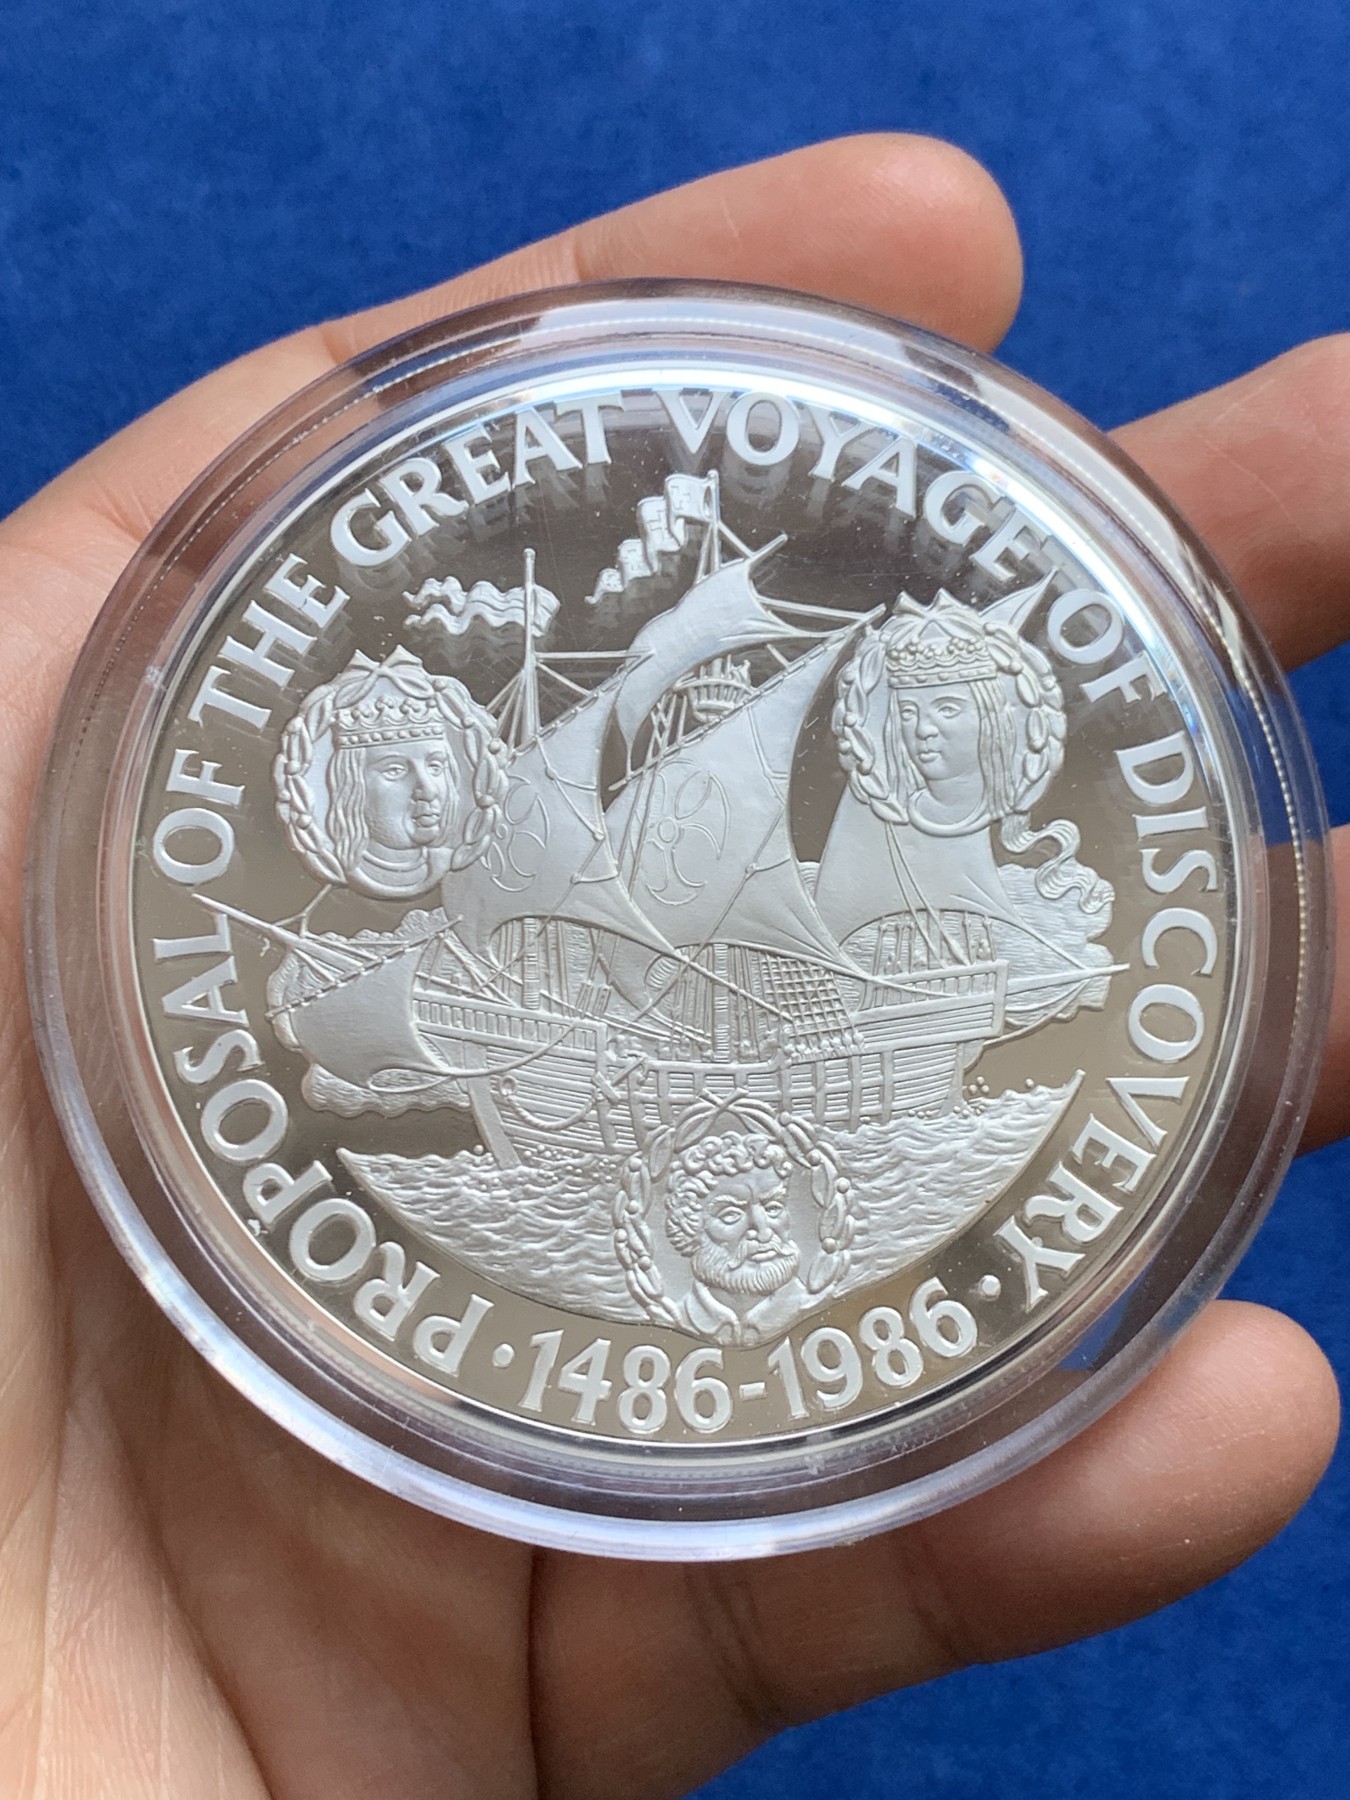 PROPOSAL OF THE GREAT VOYAGE OF DISCOVERY
· 1486-1986 ·